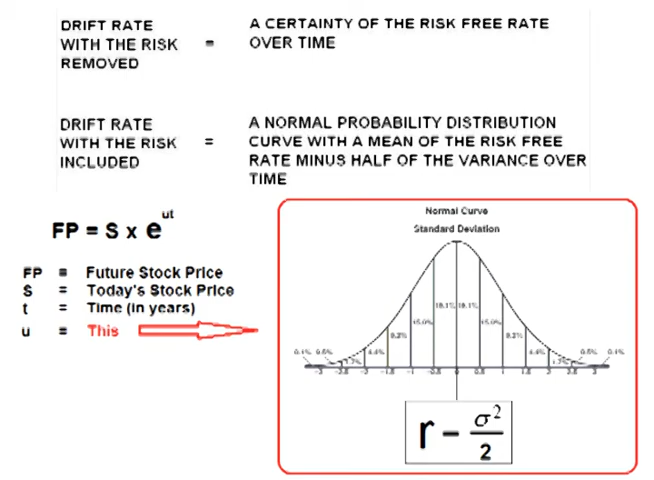 DRIFT RATE
WITH THE RISK = A CERTAINTY OF THE RISK FREE RATE
REMOVED OVER TIME
DRIFT RATE
WITH THE RISK =
INCLUDED
A NORMAL PROBABILITY DISTRIBUTION
CURVE WITH A MEAN OF THE RISK FREE
RATE MINUS HALF OF THE VARIANCE OVER
TIME
FP = S x e^ut
FP = Future Stock Price
S = Today's Stock Price
t = Time (in years)
u = This
Normal Curve
Standard Deviation
19.1% 19.1%
15.0% 15.0%
9.2% 9.2%
4.4% 4.4%
1.7% 1.7%
0.1% 0.5% 0.5% 0.1%
-3 -2.5 -2 -1.5 -1 -0.5 0 0.5 1 1.5 2 2.5 3
r - σ²/2